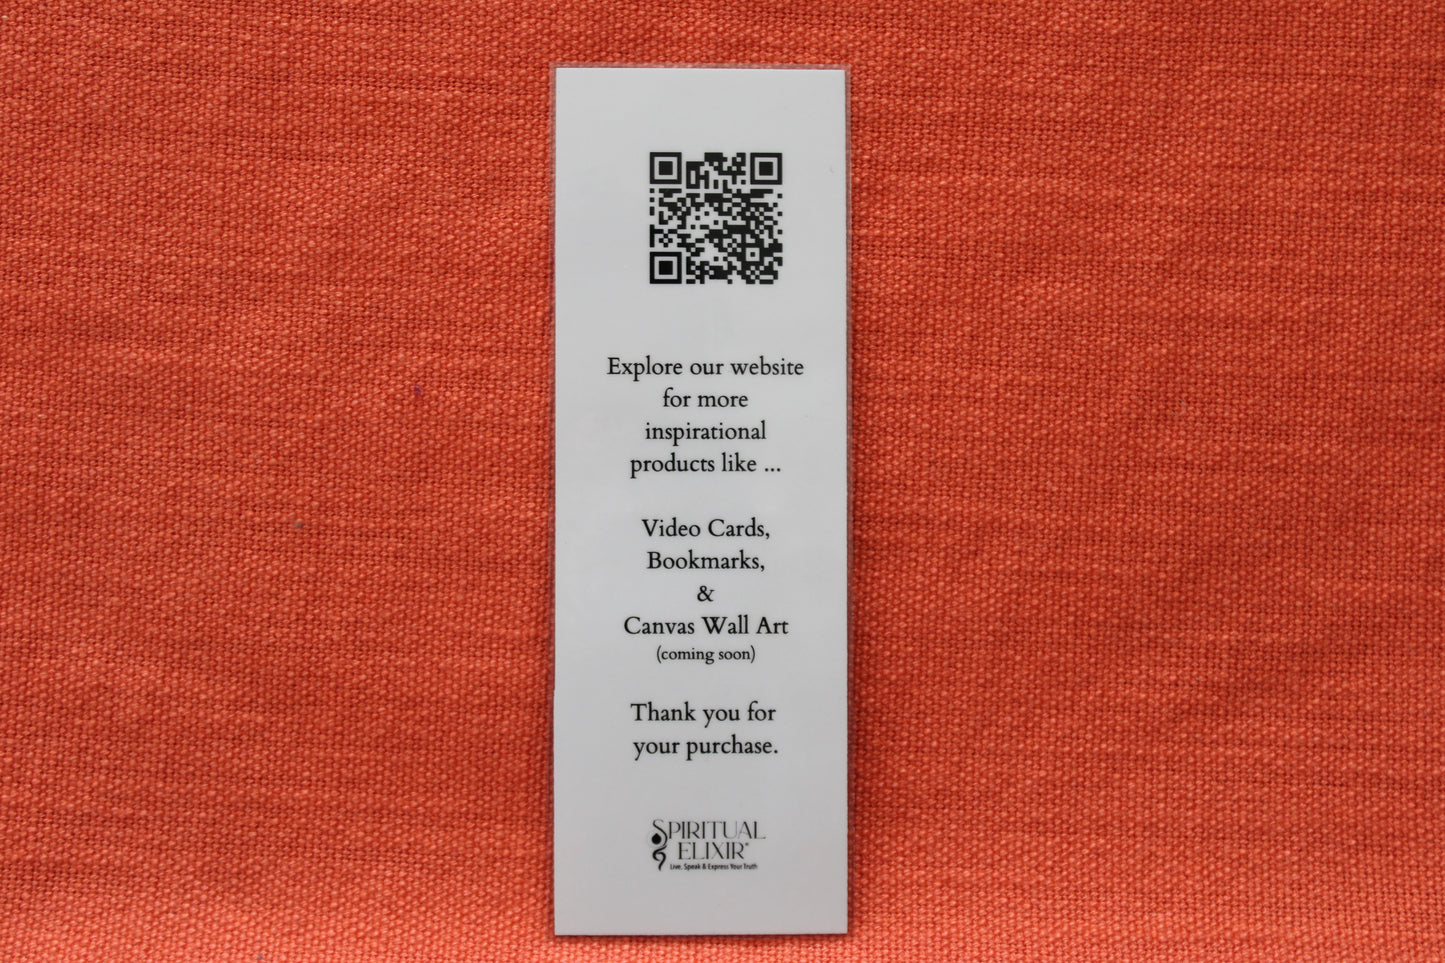 Explore our website
for more
inspirational
products like ...
Video Cards,
Bookmarks,
&
Canvas Wall Art
(coming soon)
Thank you for
your purchase.
SPIRITUAL
ELIXIR
Live, Speak & Express Your Truth